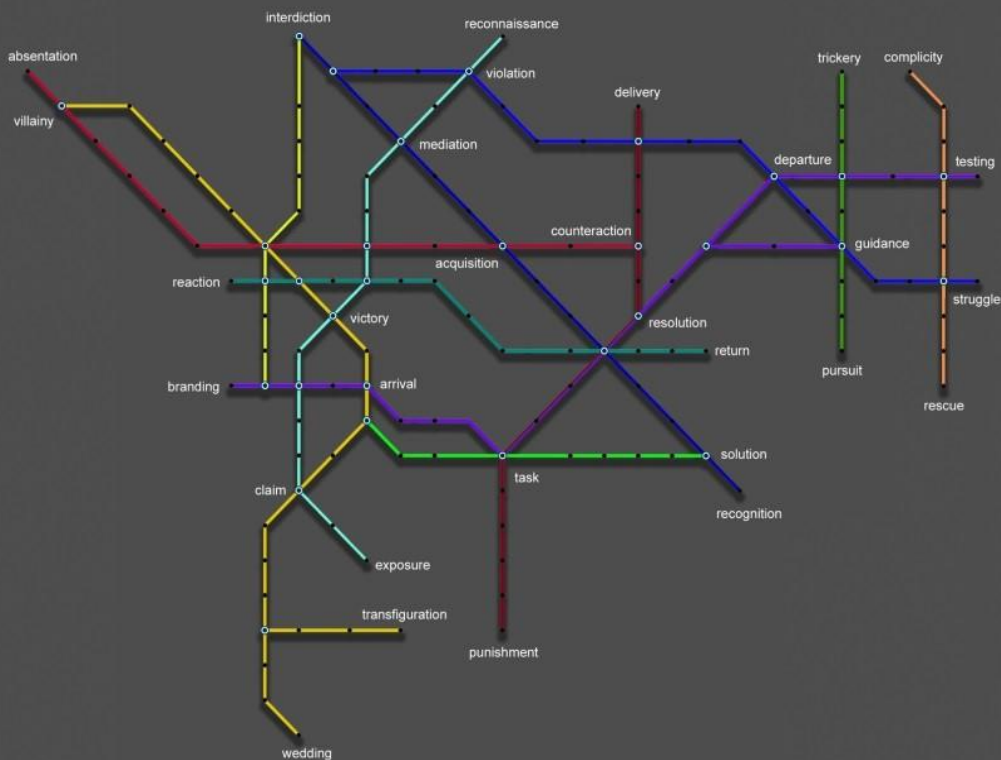 interdiction
reconnaissance
absentation
violation
trickery
complicity
villainy
delivery
mediation
departure
testing
counteraction
guidance
acquisition
reaction
struggle
victory
resolution
return
pursuit
branding
arrival
rescue
solution
task
claim
recognition
exposure
transfiguration
punishment
wedding